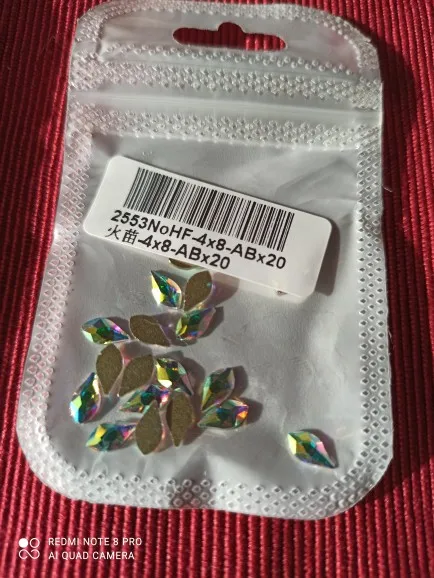 2553NoHF-4x8-ABx20
火苗-4x8-ABx20
REDMI NOTE 8 PRO
AI QUAD CAMERA